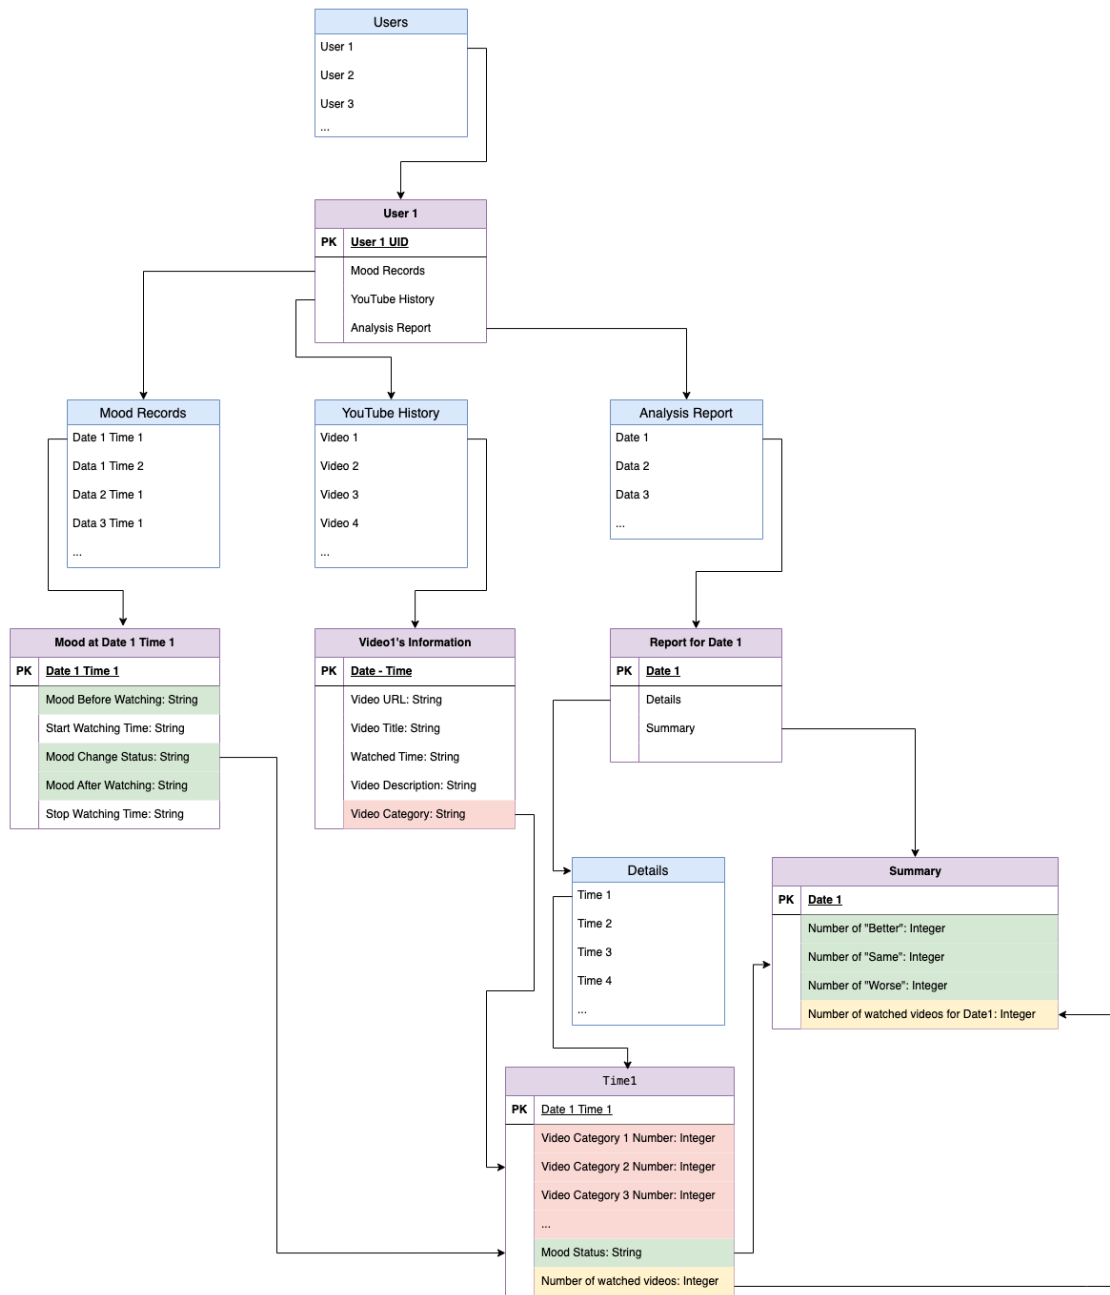 Users
User 1
User 2
User 3
...
User 1
PK User 1 UID
Mood Records
YouTube History
Analysis Report
Mood Records
Date 1 Time 1
Data 1 Time 2
Data 2 Time 1
Data 3 Time 1
...
YouTube History
Video 1
Video 2
Video 3
Video 4
...
Analysis Report
Date 1
Data 2
Data 3
...
Mood at Date 1 Time 1
PK Date 1 Time 1
Mood Before Watching: String
Start Watching Time: String
Mood Change Status: String
Mood After Watching: String
Stop Watching Time: String
Video1's Information
PK Date - Time
Video URL: String
Video Title: String
Watched Time: String
Video Description: String
Video Category: String
Report for Date 1
PK Date 1
Details
Summary
Details
Time 1
Time 2
Time 3
Time 4
...
Summary
PK Date 1
Number of "Better": Integer
Number of "Same": Integer
Number of "Worse": Integer
Number of watched videos for Date1: Integer
Time1
PK Date 1 Time 1
Video Category 1 Number: Integer
Video Category 2 Number: Integer
Video Category 3 Number: Integer
...
Mood Status: String
Number of watched videos: Integer